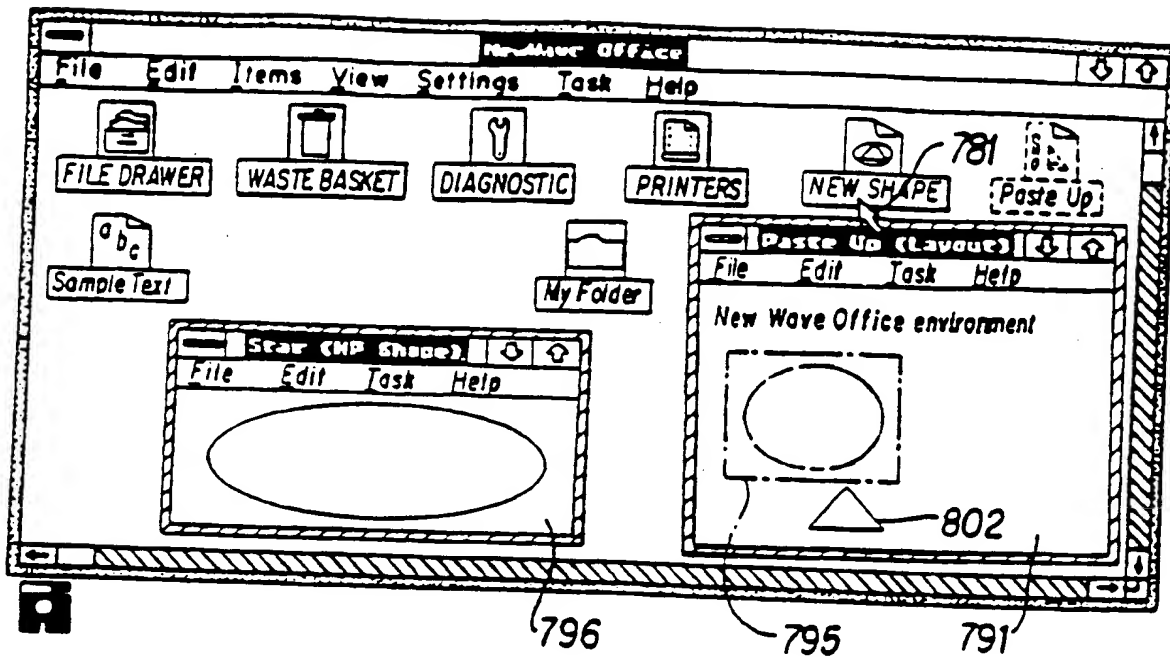 NewWave Office
File Edit Items View Settings Task Help
781
FILE DRAWER WASTE BASKET DIAGNOSTIC PRINTERS NEW SHAPE Paste Up
abc
Sample Text My Folder
Paste Up (Layout)
File Edit Task Help
New Wave Office environment
Star (HP Shape)
File Edit Task Help
802
796 795 791